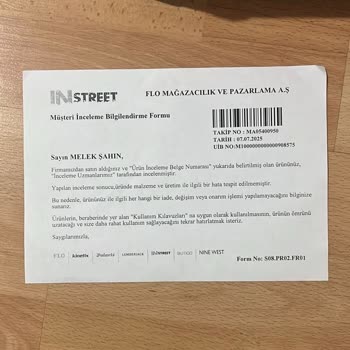 INSTREET
FLO MAĞAZACILIK VE PAZARLAMA A.Ş
Müşteri İnceleme Bilgilendirme Formu
TAKİP NO : MA05400950
TARİH : 07.07.2025
UİB NO:M1000000000000908575
Sayın MELEK ŞAHIN,
Firmamızdan satın aldığınız ve "Ürün İnceleme Belge Numarası" yukarıda belirtilmiş olan ürününüz,
"İnceleme Uzmanlarımız" tarafından incelenmiştir.
Yapılan inceleme sonucu,üründe malzeme ve üretim ile ilgili bir hata tespit edilmemiştir.
Bu nedenle, ürününüz ile ilgili her hangi bir iade, değişim veya onarım işlemi yapılamayacağını bilginize
sunarız.
Ürünlerin, beraberinde yer alan "Kullanım Kılavuzları" na uygun olarak kullanılmasının, ürünün ömrünü
uzatacağı ve size daha rahat kullanım sağlayacağını tekrar hatırlatmak isteriz.
Saygılarımızla,
FLO kinetix Polaris LUMBERJACK INSTREET NINE WEST
Form No: S08.PR02.FR01